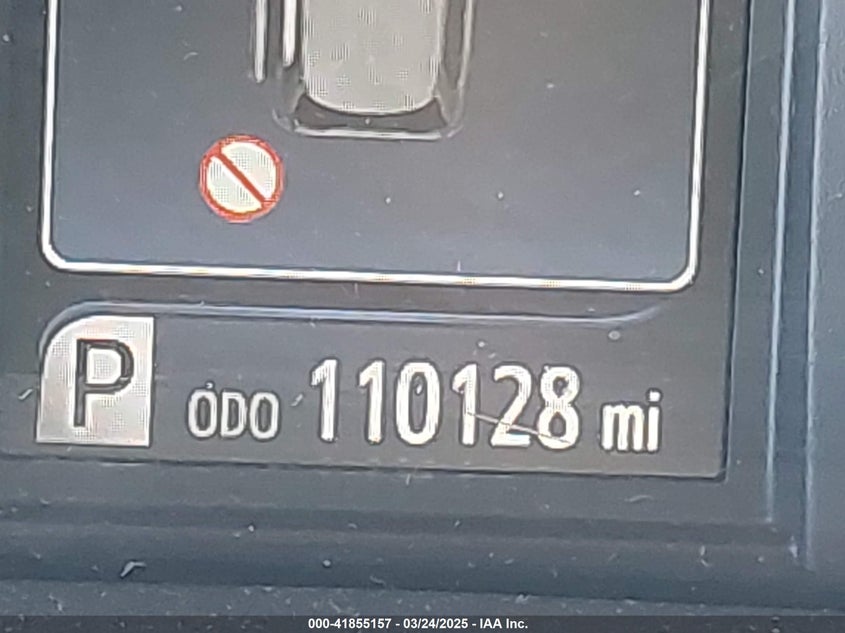 P ODO 110128 mi
000-41855157 - 03/24/2025 - IAA Inc.